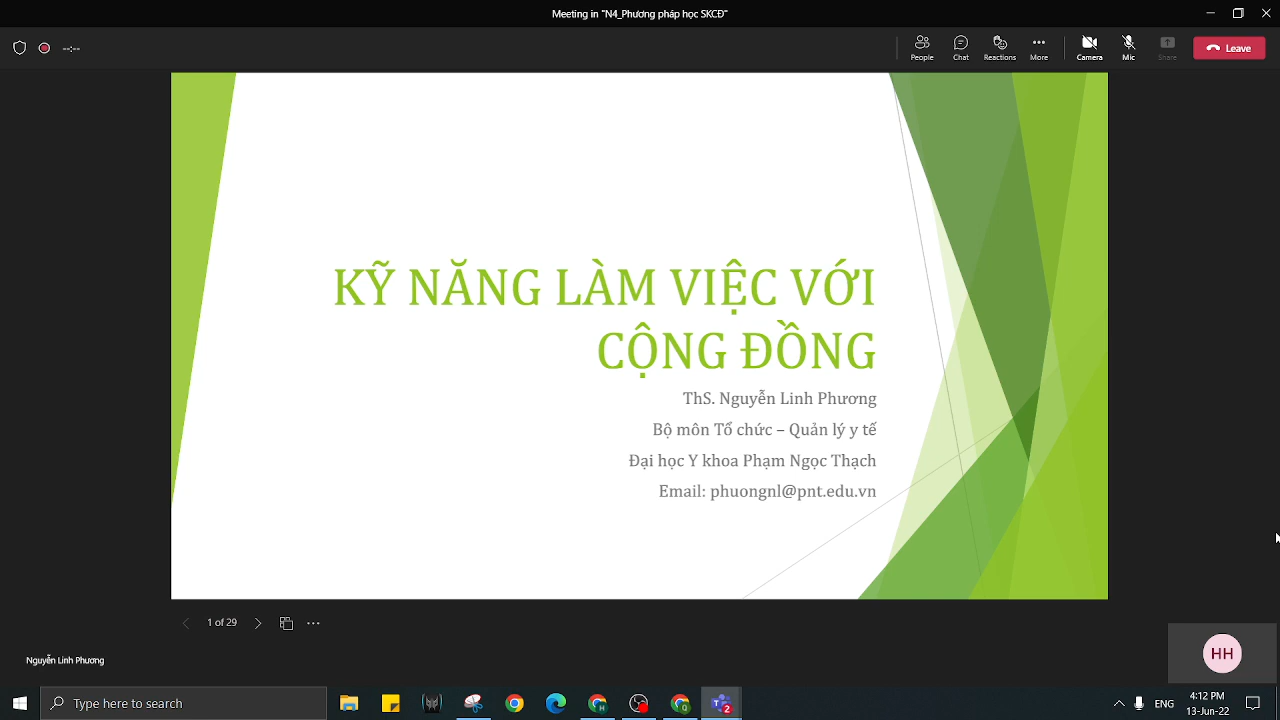 Meeting in "N4_Phương pháp học SKCĐ"
--:--
People
Chat
Reactions
More
Camera
Mic
Share
Leave
KỸ NĂNG LÀM VIỆC VỚI
CỘNG ĐỒNG
ThS. Nguyễn Linh Phương
Bộ môn Tổ chức – Quản lý y tế
Đại học Y khoa Phạm Ngọc Thạch
Email: phuongnl@pnt.edu.vn
1 of 29
Nguyễn Linh Phương
HH
Type here to search
H
Q
2
ENG
4:12 PM
13-Jun-22